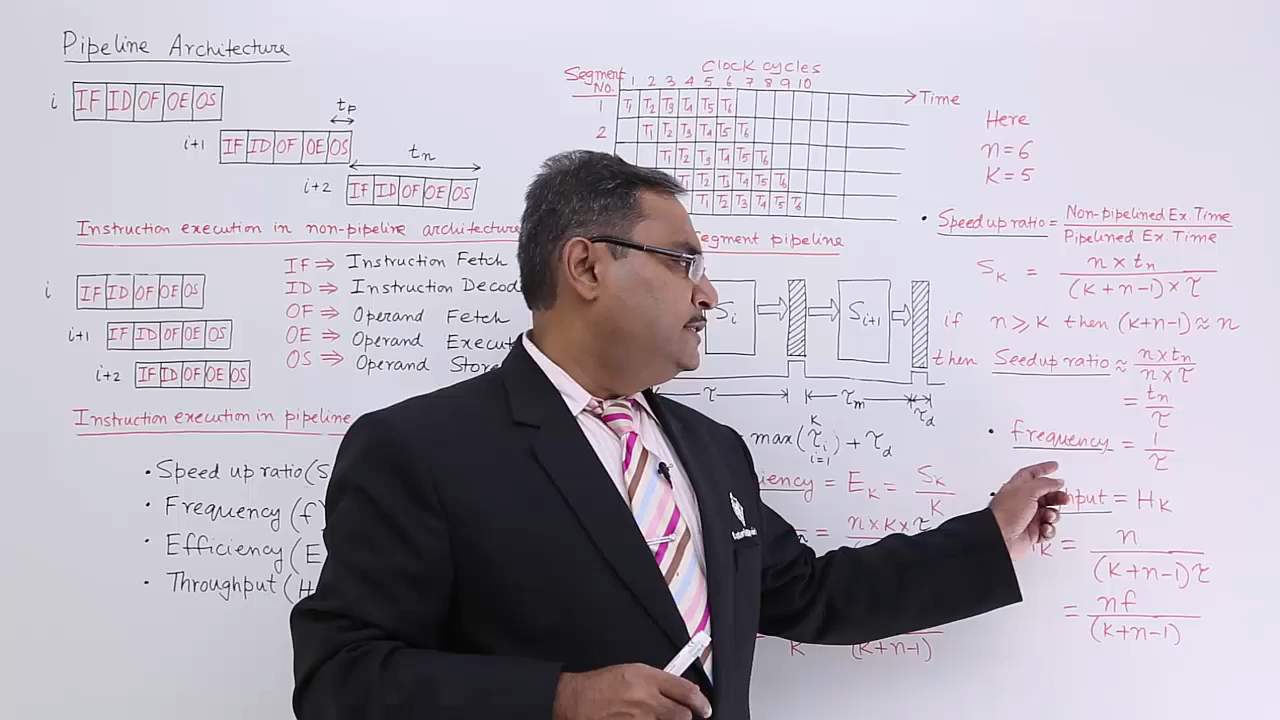 Pipeline Architecture
i IF ID OF OE OS
tp
i+1 IF ID OF OE OS
tn
i+2 IF ID OF OE OS
Instruction execution in non-pipeline architecture
i IF ID OF OE OS
i+1 IF ID OF OE OS
i+2 IF ID OF OE OS
IF ⇒ Instruction Fetch
ID ⇒ Instruction Decod
OF ⇒ Operand Fetch
OE ⇒ Operand Execut
OS ⇒ Operand Store
Instruction execution in pipeline
• Speed up ratio (S
• Frequency (f)
• Efficiency (E
• Throughput (H
Clock cycles
Segment No. 1 2 3 4 5 6 7 8 9 10
Time
1 T1 T2 T3 T4 T5 T6
2 T1 T2 T3 T4 T5 T6
T1 T2 T3 T4 T5 T6
T1 T2 T3 T4 T5 T6
T1 T2 T3 T4 T5 T6
Segment pipeline
Si Si+1
τ τm τd
max(τi) + τd
k
i=1
iency = Ek = Sk/K
n×K×τ
K (K+n-1)
Here
n=6
K=5
• Speed up ratio = Non-pipelined Ex. Time / Pipelined Ex. Time
SK = n × tn / (K+n-1) × τ
if n ⩾ K then (K+n-1) ≈ n
then Seedup ratio ≈ n×tn / n×τ
= tn/τ
• frequency = 1/τ
hput = HK
K = n / (K+n-1)τ
= nf / (K+n-1)